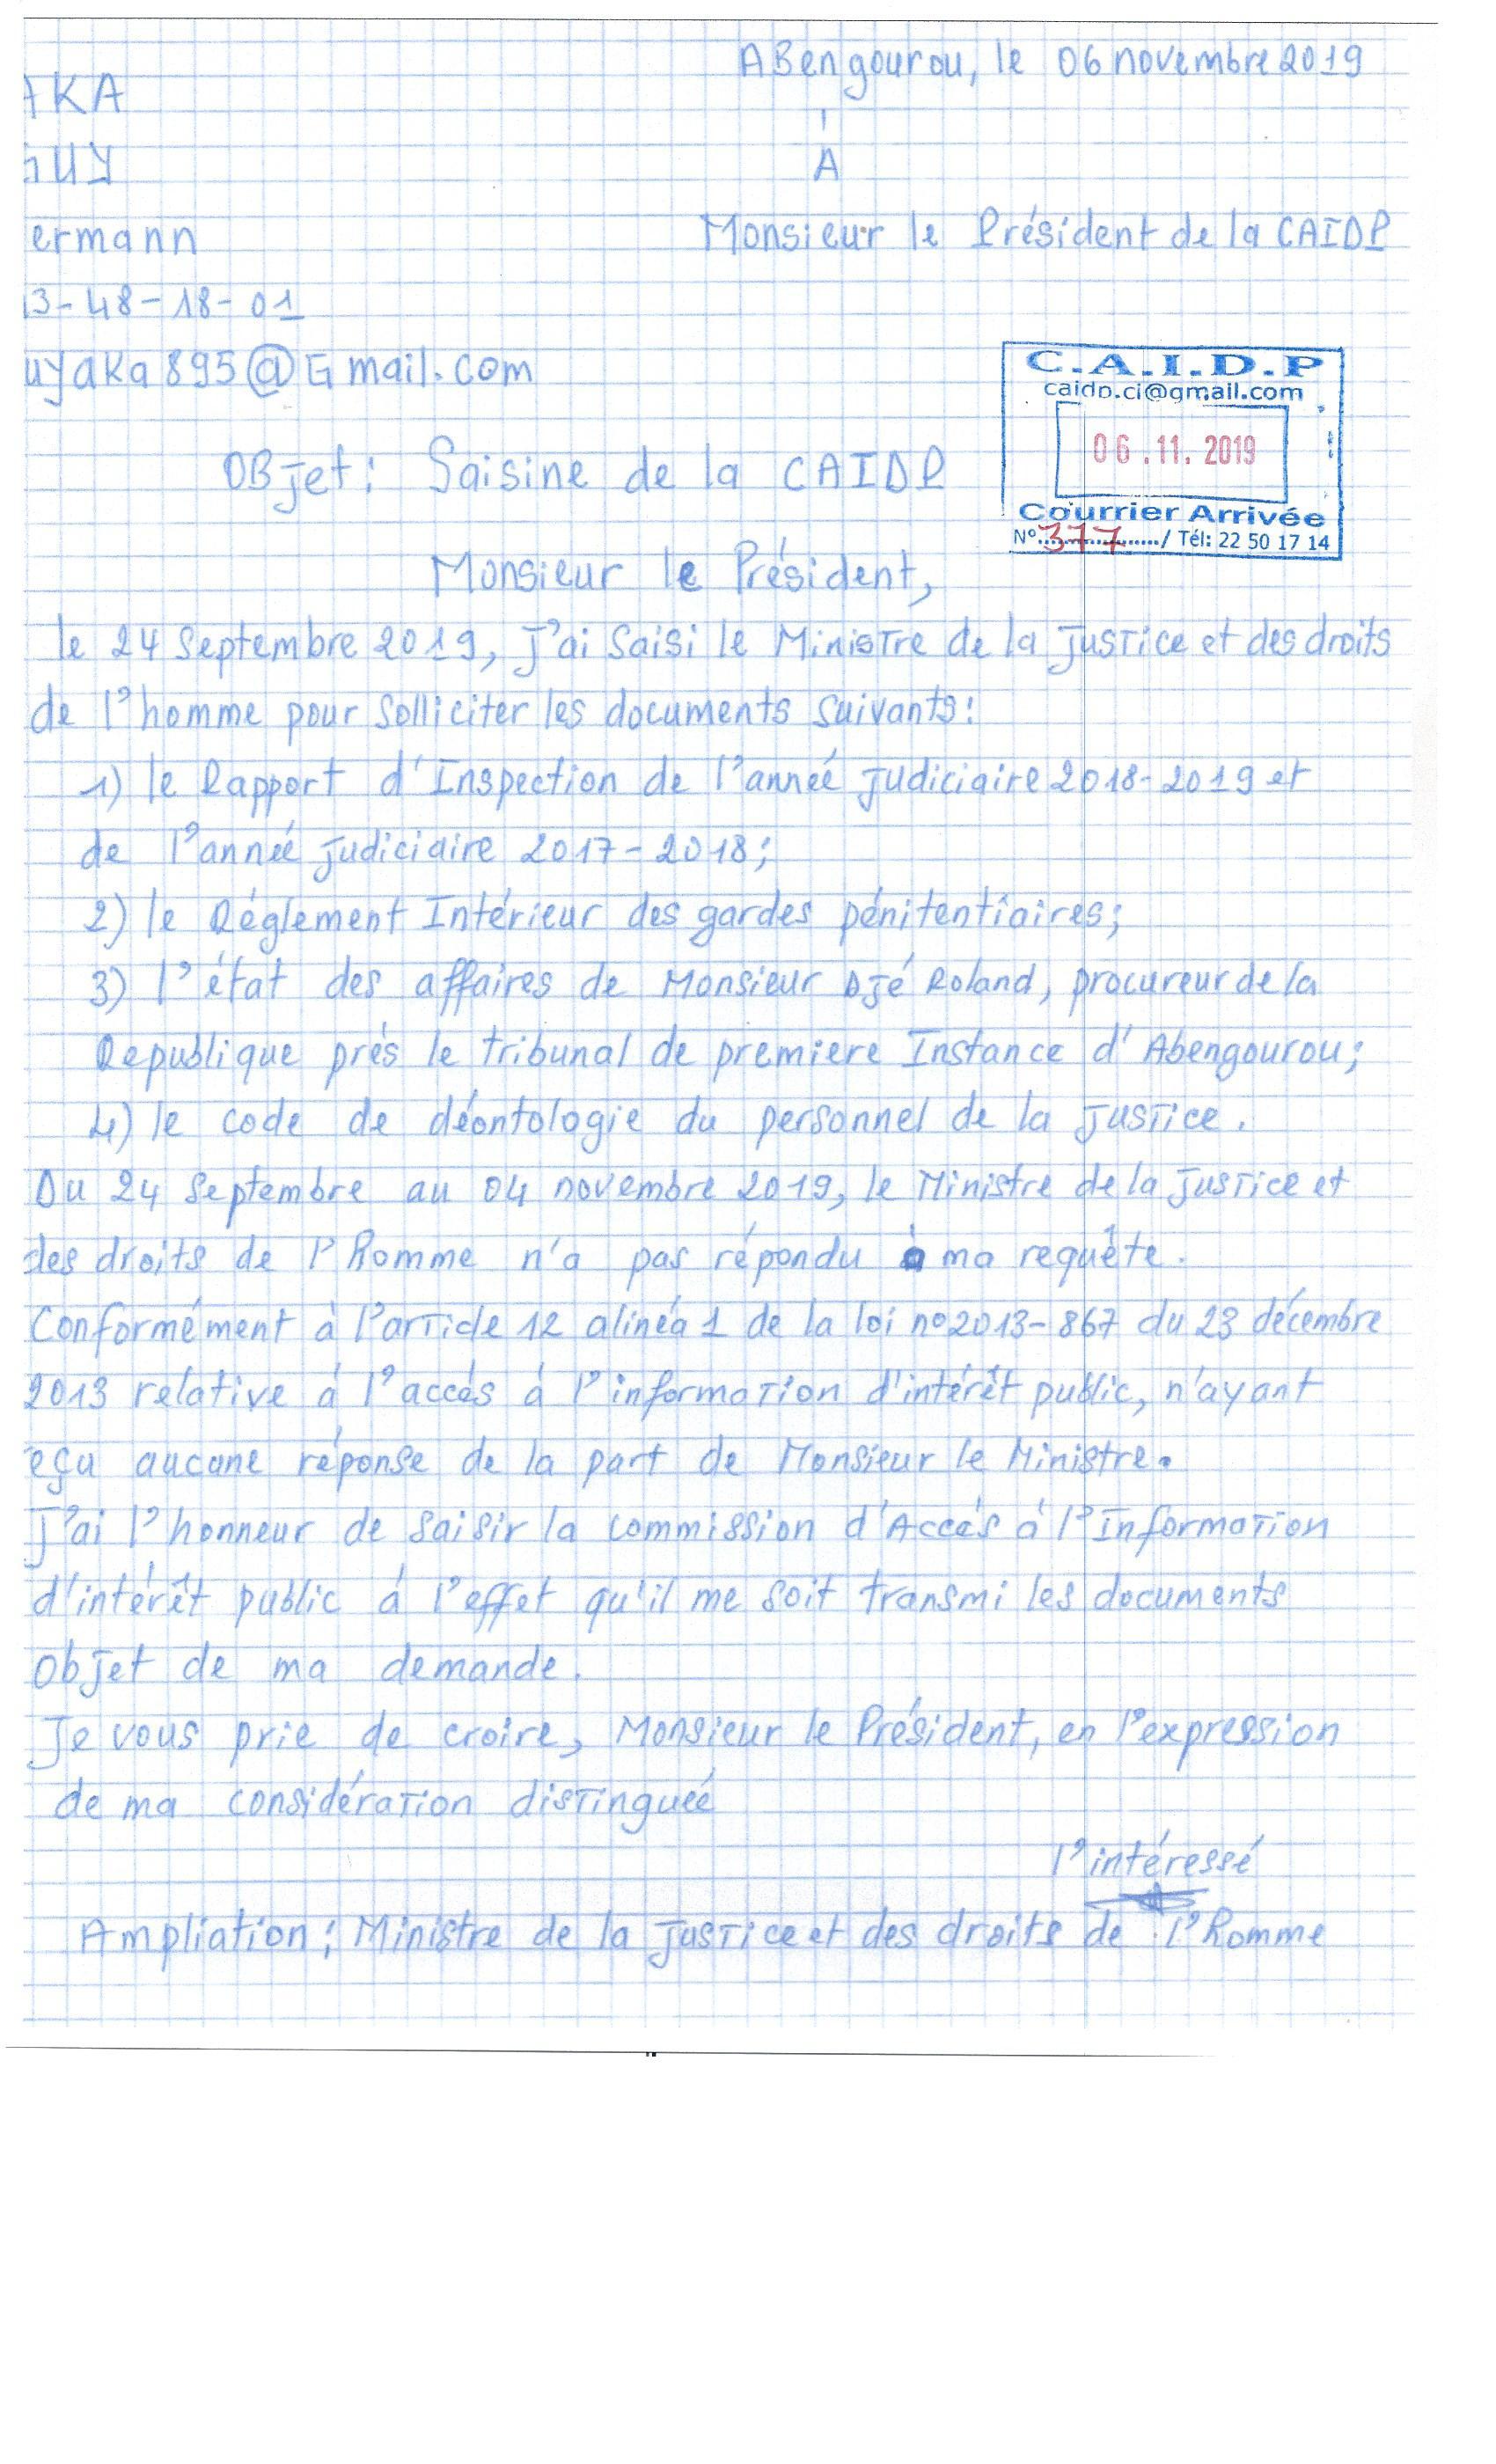 ABengourou, le 06 novembre 2019
AKA
GUY
ermann
3-48-18-01
uyaka895@Gmail.com
A
Monsieur le Président de la CAIDP
C.A.I.D.P
caidp.ci@gmail.com
06.11.2019
Courrier Arrivée
N° 377 / Tél: 22 50 17 14
OBjet: Saisine de la CAIDP
Monsieur le Président,
le 24 Septembre 2019, J'ai Saisi le Ministre de la Justice et des droits
de l'homme pour Solliciter les documents Suivants:
1) le Rapport d'Inspection de l'année Judiciaire 2018-2019 et
de l'année Judiciaire 2017-2018;
2) le Réglement Intérieur des gardes pénitentiaires;
3) l'état des affaires de Monsieur DJé Roland, procureur de la
Republique prés le tribunal de premiere Instance d'Abengourou;
4) le code de déontologie du personnel de la Justice.
Du 24 Septembre au 04 novembre 2019, le Ministre de la Justice et
des droits de l'homme n'a pas répondu à ma requête.
Conformément à l'article 12 alinéa 1 de la loi n°2013-867 du 23 décembre
2013 relative á l'accés à l'information d'intérêt public, n'ayant
eçu aucune réponse de la part de Monsieur le Ministre.
J'ai l'honneur de Saisir la commission d'Accés à l'Information
d'intérêt public á l'effet qu'il me soit transmi les documents
objet de ma demande.
Je vous prie de croire, Monsieur le Président, en l'expression
de ma considération distinguée
l'intéressé
Ampliation: Ministre de la Justice et des droits de l'homme